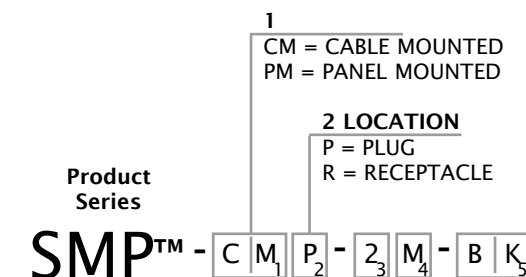 1
CM = CABLE MOUNTED
PM = PANEL MOUNTED
2 LOCATION
P = PLUG
R = RECEPTACLE
Product
Series
SMP™ - C M1 P2 - 23 M4 - B K5